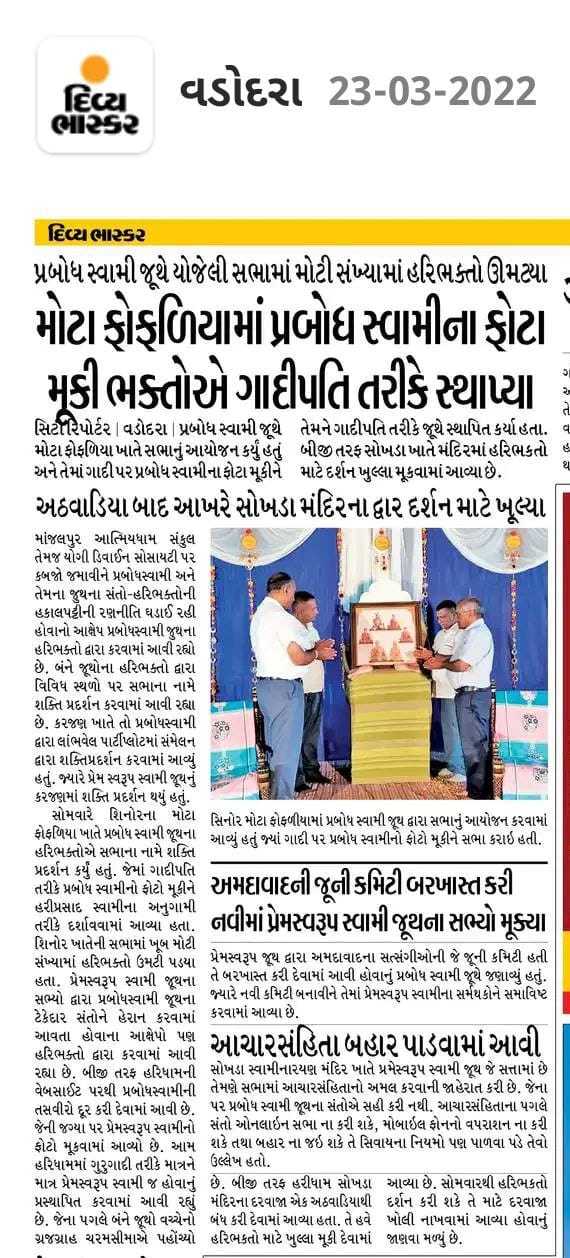 દિવ્ય
ભાસ્કર
વડોદરા 23-03-2022
દિવ્ય ભાસ્કર
પ્રબોધ સ્વામી જૂથે યોજેલી સભામાં મોટી સંખ્યામાં હરિભક્તો ઊમટ્યા
મોટા ફોફળિયામાં પ્રબોધ સ્વામીના ફોટા
મૂકી ભક્તોએ ગાદીપતિ તરીકે સ્થાપ્યા
સિટી રિપોર્ટર | વડોદરા | પ્રબોધ સ્વામી જૂથે
મોટા ફોફળિયા ખાતે સભાનું આયોજન કર્યું હતું
અને તેમાં ગાદી પર પ્રબોધ સ્વામીના ફોટા મૂકીને
તેમને ગાદીપતિ તરીકે જૂથે સ્થાપિત કર્યા હતા.
બીજી તરફ સોખડા ખાતે મંદિરમાં હરિભકતો
માટે દર્શન ખુલ્લા મૂકવામાં આવ્યા છે.
અઠવાડિયા બાદ આખરે સોખડા મંદિરના દ્વાર દર્શન માટે ખૂલ્યા
માંજલપુર આત્મિયધામ સંકુલ
તેમજ યોગી ડિવાઈન સોસાયટી પર
કબજો જમાવીને પ્રબોધસ્વામી અને
તેમના જુથના સંતો-હરિભક્તોની
હકાલપટ્ટીની રણનીતિ ઘડાઈ રહી
હોવાનો આક્ષેપ પ્રબોધસ્વામી જુથના
હરિભક્તો દ્વારા કરવામાં આવી રહ્યો
છે. બંને જૂથોના હરિભક્તો દ્વારા
વિવિધ સ્થળો પર સભાના નામે
શક્તિ પ્રદર્શન કરવામાં આવી રહ્યા
છે. કરજણ ખાતે તો પ્રબોધસ્વામી
દ્વારા લાંભવેલ પાર્ટીપ્લોટમાં સંમેલન
દ્વારા શક્તિપ્રદર્શન કરવામાં આવ્યું
હતું. જ્યારે પ્રેમ સ્વરૂપ સ્વામી જૂથનું
કરજણમાં શક્તિ પ્રદર્શન થયું હતું.
સોમવારે શિનોરના મોટા
ફોફળિયા ખાતે પ્રબોધ સ્વામી જૂથના
હરિભક્તોએ સભાના નામે શક્તિ
પ્રદર્શન કર્યું હતું. જેમાં ગાદીપતિ
તરીકે પ્રબોધ સ્વામીનો ફોટો મૂકીને
હરીપ્રસાદ સ્વામીના અનુગામી
તરીકે દર્શાવવામાં આવ્યા હતા.
શિનોર ખાતેની સભામાં ખૂબ મોટી
સંખ્યામાં હરિભક્તો ઉમટી પડયા
હતા. પ્રેમસ્વરૂપ સ્વામી જૂથના
સભ્યો દ્વારા પ્રબોધસ્વામી જૂથના
ટેકેદાર સંતોને હેરાન કરવામાં
આવતા હોવાના આક્ષેપો પણ
હરિભક્તો દ્વારા કરવામાં આવી
રહ્યા છે. બીજી તરફ હરિધામની
વેબસાઈટ પરથી પ્રબોધસ્વામીની
તસવીરો દૂર કરી દેવામાં આવી છે.
જેની જગ્યા પર પ્રેમસ્વરૂપ સ્વામીનો
ફોટો મૂકવામાં આવ્યો છે. આમ
હરિધામમાં ગુરુગાદી તરીકે માત્રને
માત્ર પ્રેમસ્વરૂપ સ્વામી જ હોવાનું
પ્રસ્થાપિત કરવામાં આવી રહ્યું
છે. જેના પગલે બંને જૂથો વચ્ચેનો
ગ્રજગ્રાહ ચરમસીમાએ પહોંચ્યો
સિનોર મોટા ફોફળીયામાં પ્રબોધ સ્વામી જૂથ દ્વારા સભાનું આયોજન કરવામાં
આવ્યું હતું જ્યાં ગાદી પર પ્રબોધ સ્વામીનો ફોટો મૂકીને સભા કરાઇ હતી.
અમદાવાદની જૂની કમિટી બરખાસ્ત કરી
નવીમાં પ્રેમસ્વરૂપ સ્વામી જૂથના સભ્યો મૂક્યા
પ્રેમસ્વરૂપ જૂથ દ્વારા અમદાવાદના સત્સંગીઓની જે જૂની કમિટી હતી
તે બરખાસ્ત કરી દેવામાં આવી હોવાનું પ્રબોધ સ્વામી જૂથે જણાવ્યું હતું.
જ્યારે નવી કમિટી બનાવીને તેમાં પ્રેમસ્વરૂપ સ્વામીના સર્મથકોને સમાવિષ્ટ
કરવામાં આવ્યા છે.
આચારસંહિતા બહાર પાડવામાં આવી
સોખડા સ્વામીનારયણ મંદિર ખાતે પ્રમેસ્વરૂપ સ્વામી જૂથ જે સત્તામાં છે
તેમણે સભામાં આચારસંહિતાનો અમલ કરવાની જાહેરાત કરી છે. જેના
પર પ્રબોધ સ્વામી જૂથના સંતોએ સહી કરી નથી. આચારસંહિતાના પગલે
સંતો ઓનલાઇન સભા ના કરી શકે, મોબાઇલ ફોનનો વપરાશન ના કરી
શકે તથા બહાર ના જઇ શકે તે સિવાયના નિયમો પણ પાળવા પડે તેવો
ઉલ્લેખ હતો.
છે. બીજી તરફ હરીધામ સોખડા
મંદિરના દરવાજા એક અઠવાડિયાથી
બંધ કરી દેવામાં આવ્યા હતા. તે હવે
હરિભકતો માટે ખુલ્લા મૂકી દેવામાં
આવ્યા છે. સોમવારથી હરિભકતો
દર્શન કરી શકે તે માટે દરવાજા
ખોલી નાખવામાં આવ્યા હોવાનું
જાણવા મળ્યું છે.